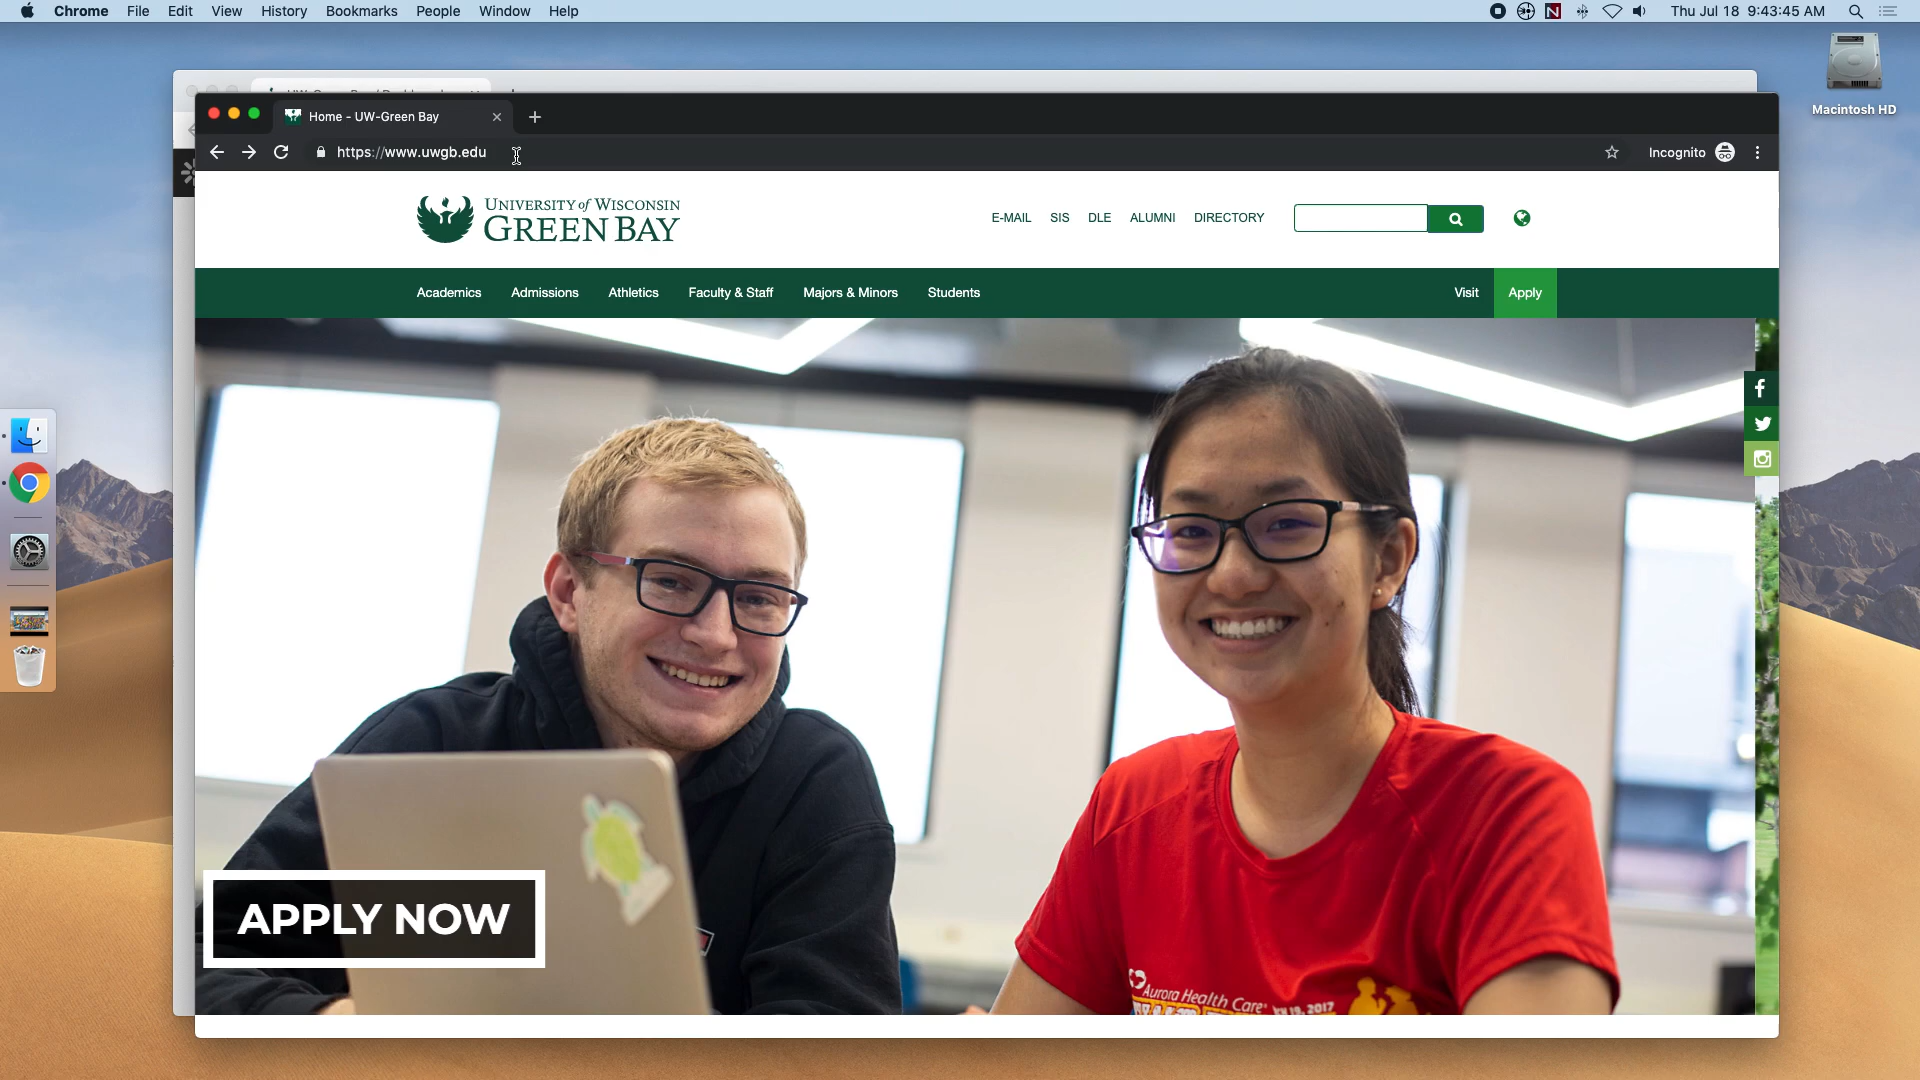 Chrome File Edit View History Bookmarks People Window Help
Thu Jul 18 9:43:45 AM
Macintosh HD
Home - UW-Green Bay
https://www.uwgb.edu
Incognito
UNIVERSITY of WISCONSIN
GREEN BAY
E-MAIL SIS DLE ALUMNI DIRECTORY
Academics Admissions Athletics Faculty & Staff Majors & Minors Students Visit Apply
APPLY NOW
Aurora Health Care
2017